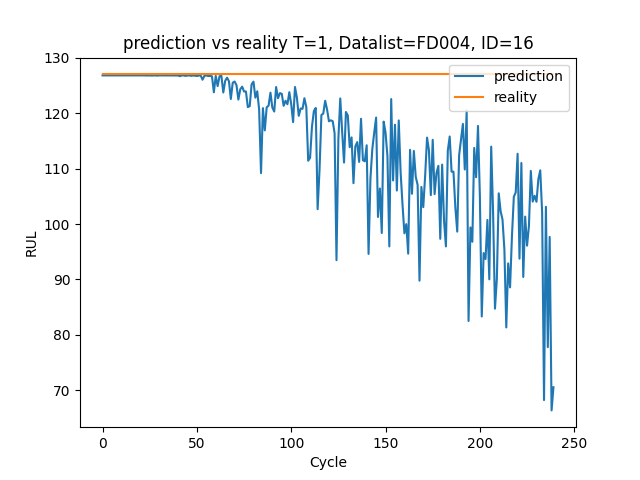 prediction vs reality T=1, Datalist=FD004, ID=16
130
120
110
100
90
80
70
RUL
prediction
reality
0
50
100
150
200
250
Cycle